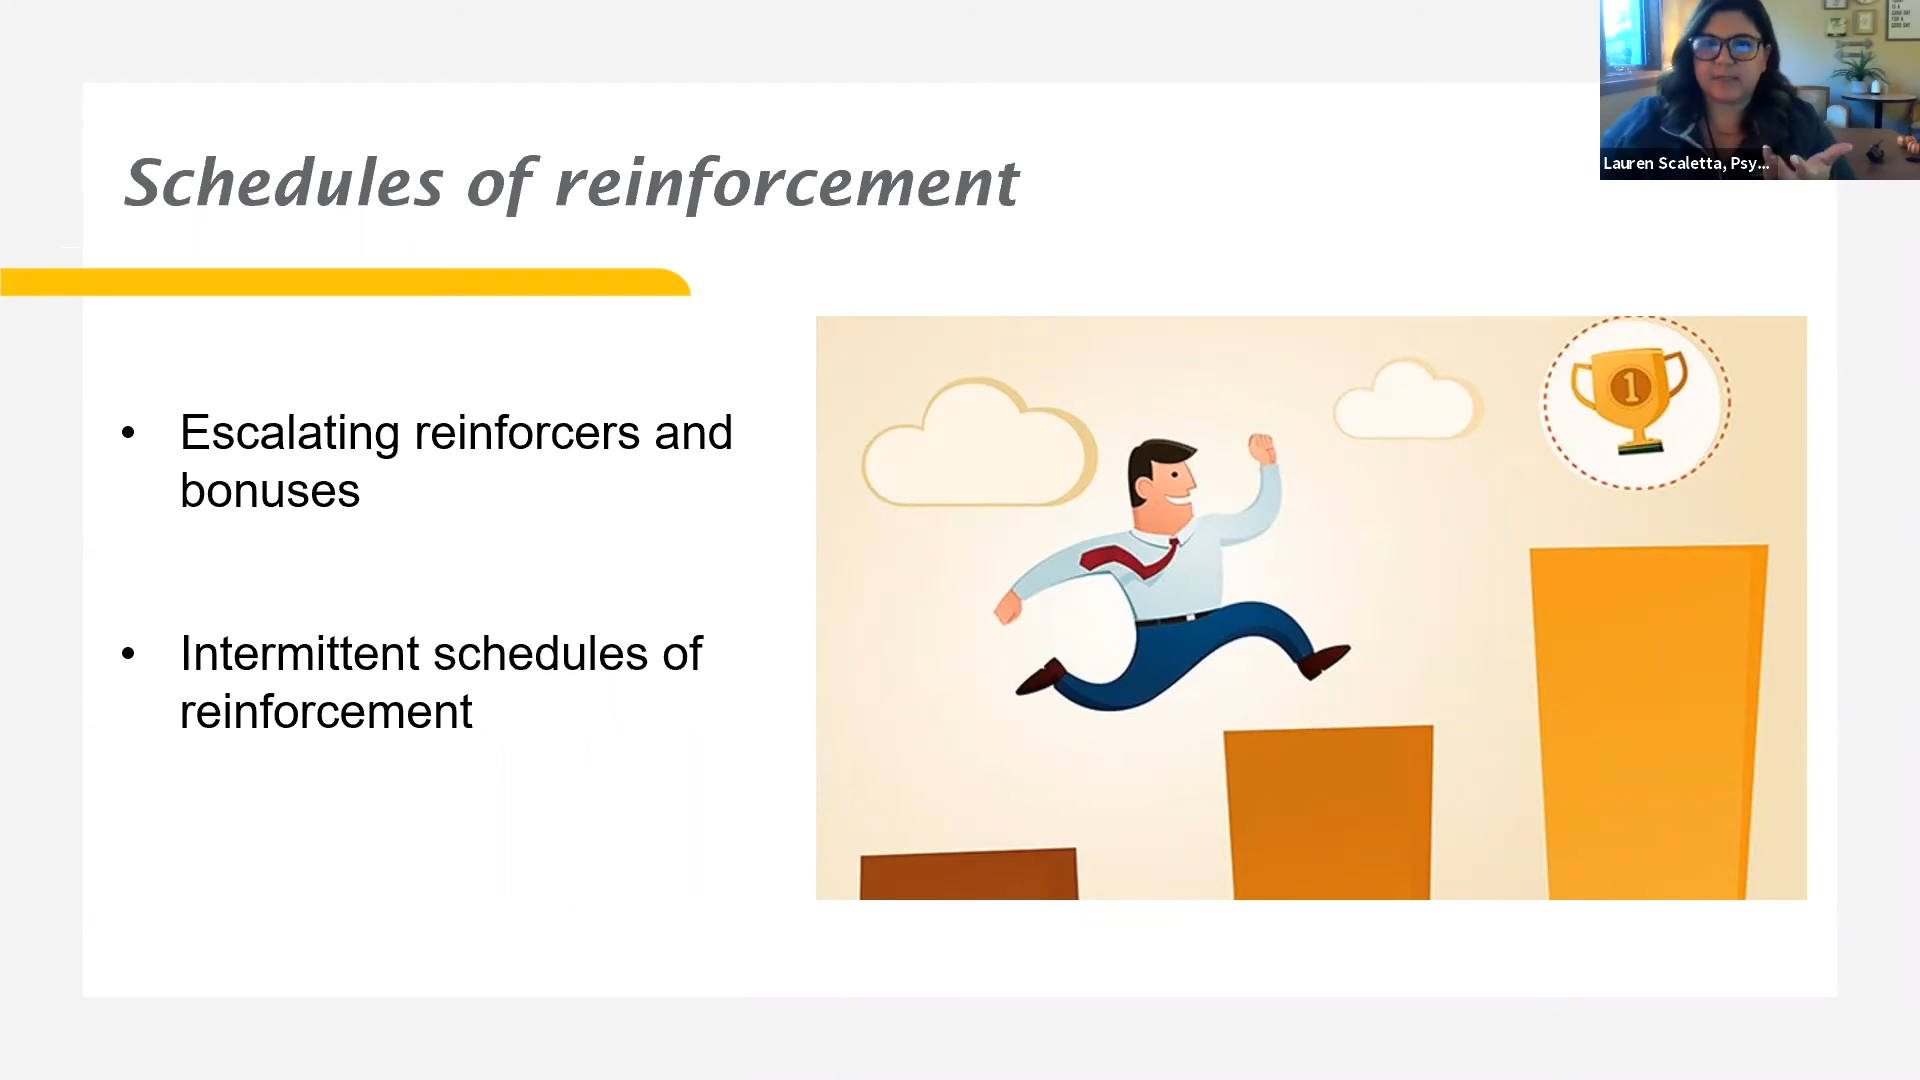 Schedules of reinforcement
Lauren Scaletta, Psy...
• Escalating reinforcers and
bonuses
1
• Intermittent schedules of
reinforcement